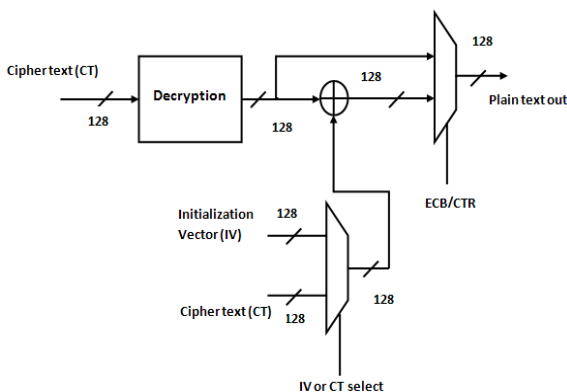 Cipher text (CT)
128
Decryption
128
128
128
Plain text out
ECB/CTR
Initialization
Vector (IV)
128
Cipher text (CT)
128
128
IV or CT select